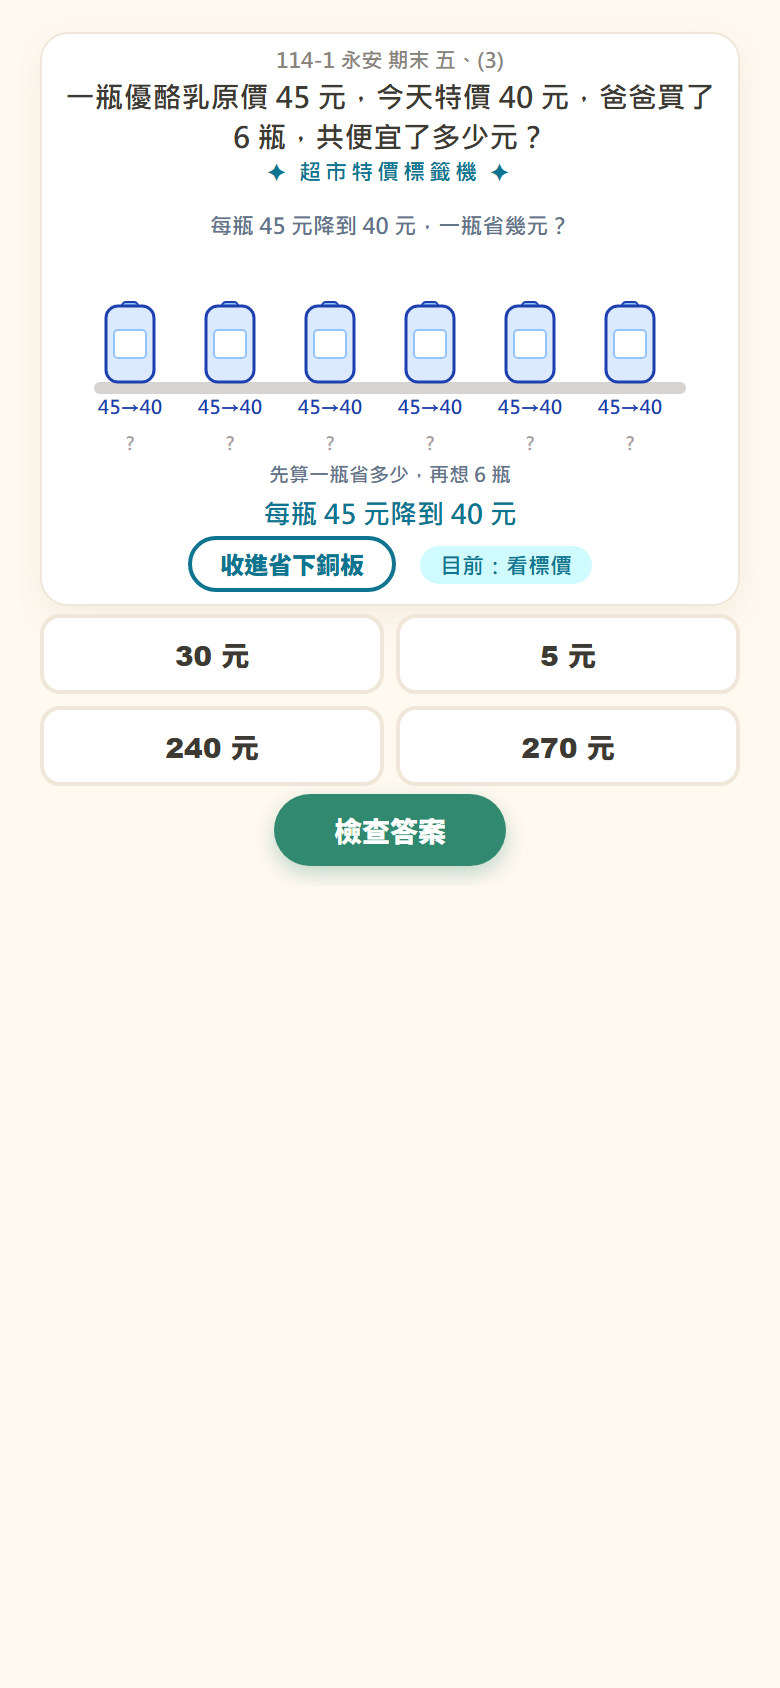 114-1 永安 期末 五、(3)
一瓶優酪乳原價 45 元，今天特價 40 元，爸爸買了
6 瓶，共便宜了多少元？
✦ 超市特價標籤機 ✦
每瓶 45 元降到 40 元，一瓶省幾元？
45→40 45→40 45→40 45→40 45→40 45→40
? ? ? ? ? ?
先算一瓶省多少，再想 6 瓶
每瓶 45 元降到 40 元
收進省下銅板 目前：看標價
30 元 5 元
240 元 270 元
檢查答案